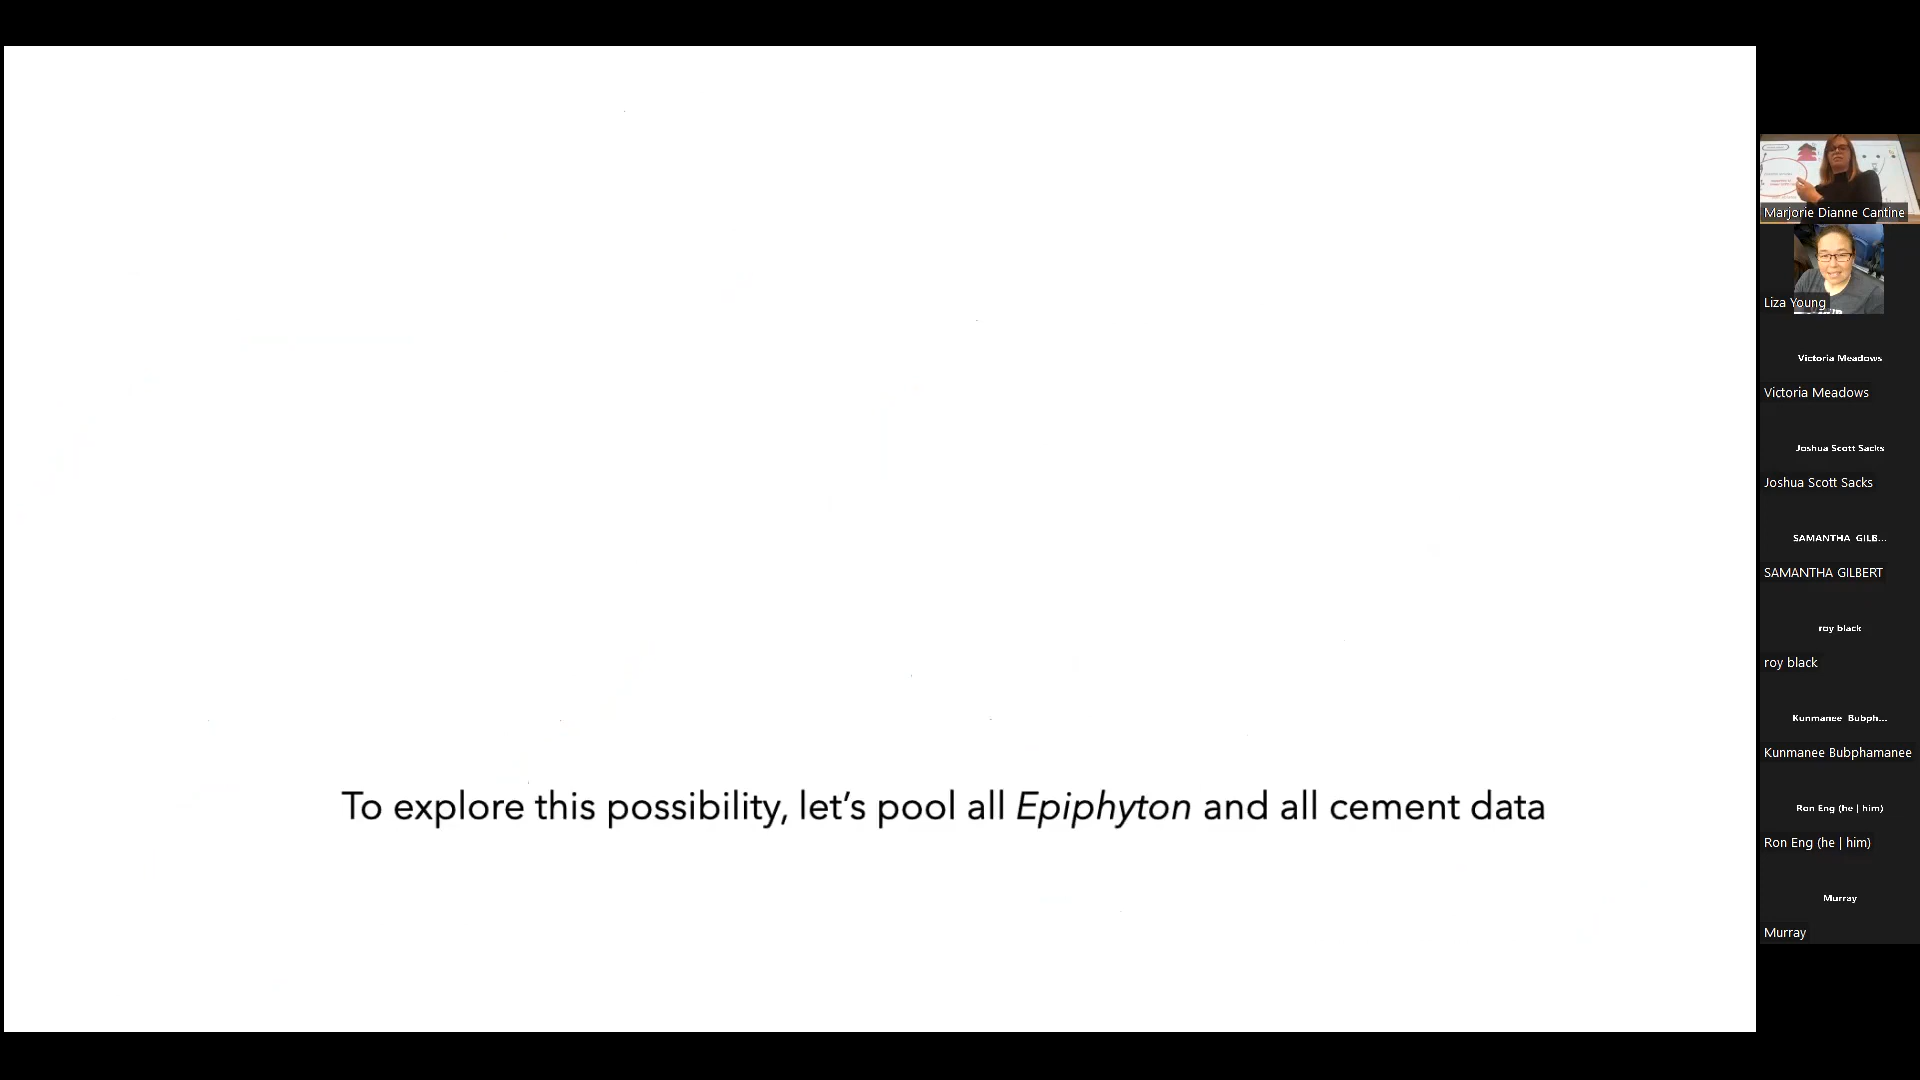 To explore this possibility, let’s pool all Epiphyton and all cement data
Marjorie Dianne Cantine
Liza Young
Victoria Meadows
Victoria Meadows
Joshua Scott Sacks
Joshua Scott Sacks
SAMANTHA GILB...
SAMANTHA GILBERT
roy black
roy black
Kunmanee Bubph...
Kunmanee Bubphamanee
Ron Eng (he | him)
Ron Eng (he | him)
Murray
Murray